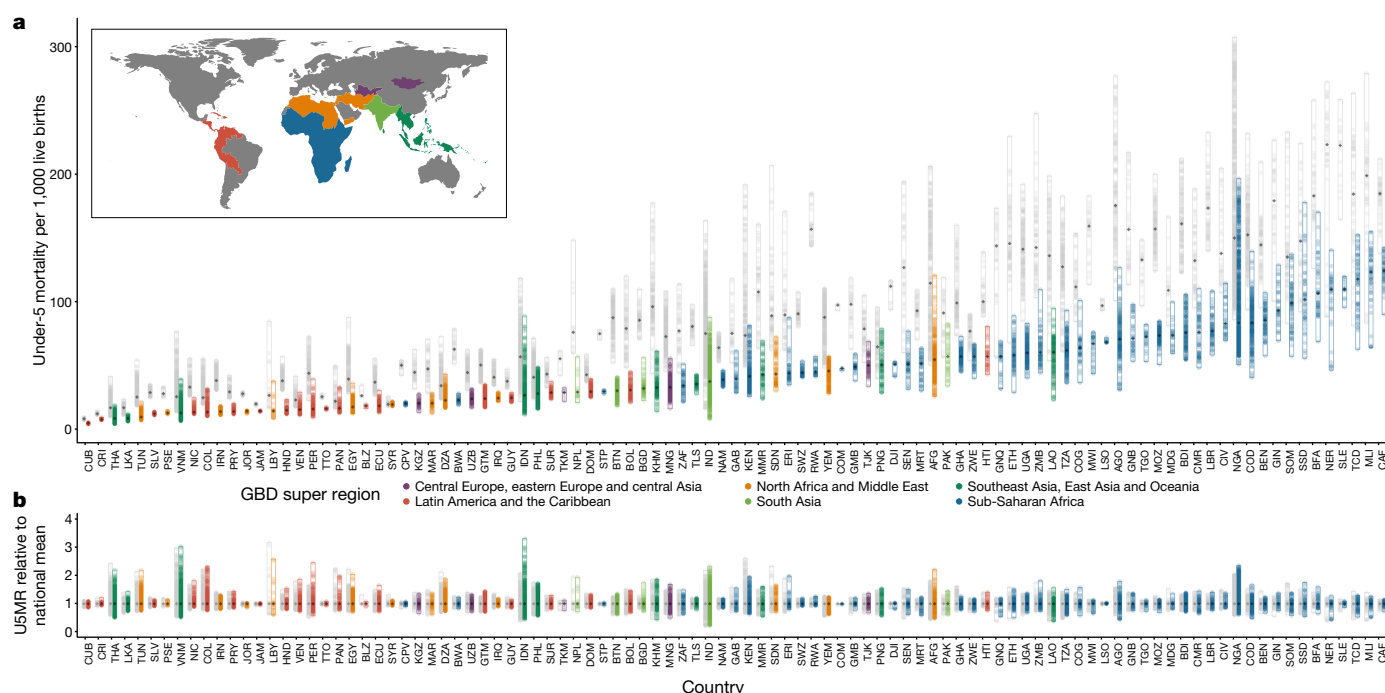 a
Under-5 mortality per 1,000 live births
300
200
100
0
CUB CRI THA LKA TUN SLV PSE VNM NIC COL IRN PRY JOR JAM LBY HND VEN PER TTO PAN EGY BLZ ECU SYR CPV KGZ MAR DZA BWA UZB GTM IRQ GUY IDN PHL SUR TKM NPL DOM STP BTN BOL BGD KHM MNG ZAF TLS IND NAM GAB KEN MMR SDN ERI SWZ RWA YEM COM GMB TJK PNG DJI SEN MRT AFG PAK GHA ZWE HTI GNQ ETH UGA ZMB LAO TZA COG MWI LSO AGO GNB TGO MOZ MDG BDI CMR LBR CIV NGA COD BEN GIN SOM SSD BFA NER SLE TCD MLI CAF
GBD super region
Central Europe, eastern Europe and central Asia
North Africa and Middle East
Southeast Asia, East Asia and Oceania
Latin America and the Caribbean
South Asia
Sub-Saharan Africa
b
U5MR relative to
national mean
4
3
2
1
0
CUB CRI THA LKA TUN SLV PSE VNM NIC COL IRN PRY JOR JAM LBY HND VEN PER TTO PAN EGY BLZ ECU SYR CPV KGZ MAR DZA BWA UZB GTM IRQ GUY IDN PHL SUR TKM NPL DOM STP BTN BOL BGD KHM MNG ZAF TLS IND NAM GAB KEN MMR SDN ERI SWZ RWA YEM COM GMB TJK PNG DJI SEN MRT AFG PAK GHA ZWE HTI GNQ ETH UGA ZMB LAO TZA COG MWI LSO AGO GNB TGO MOZ MDG BDI CMR LBR CIV NGA COD BEN GIN SOM SSD BFA NER SLE TCD MLI CAF
Country